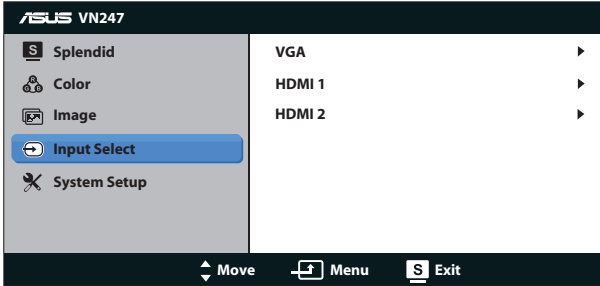 ASUS VN247
S Splendid
Color
Image
Input Select
System Setup
VGA
HDMI 1
HDMI 2
Move Menu S Exit